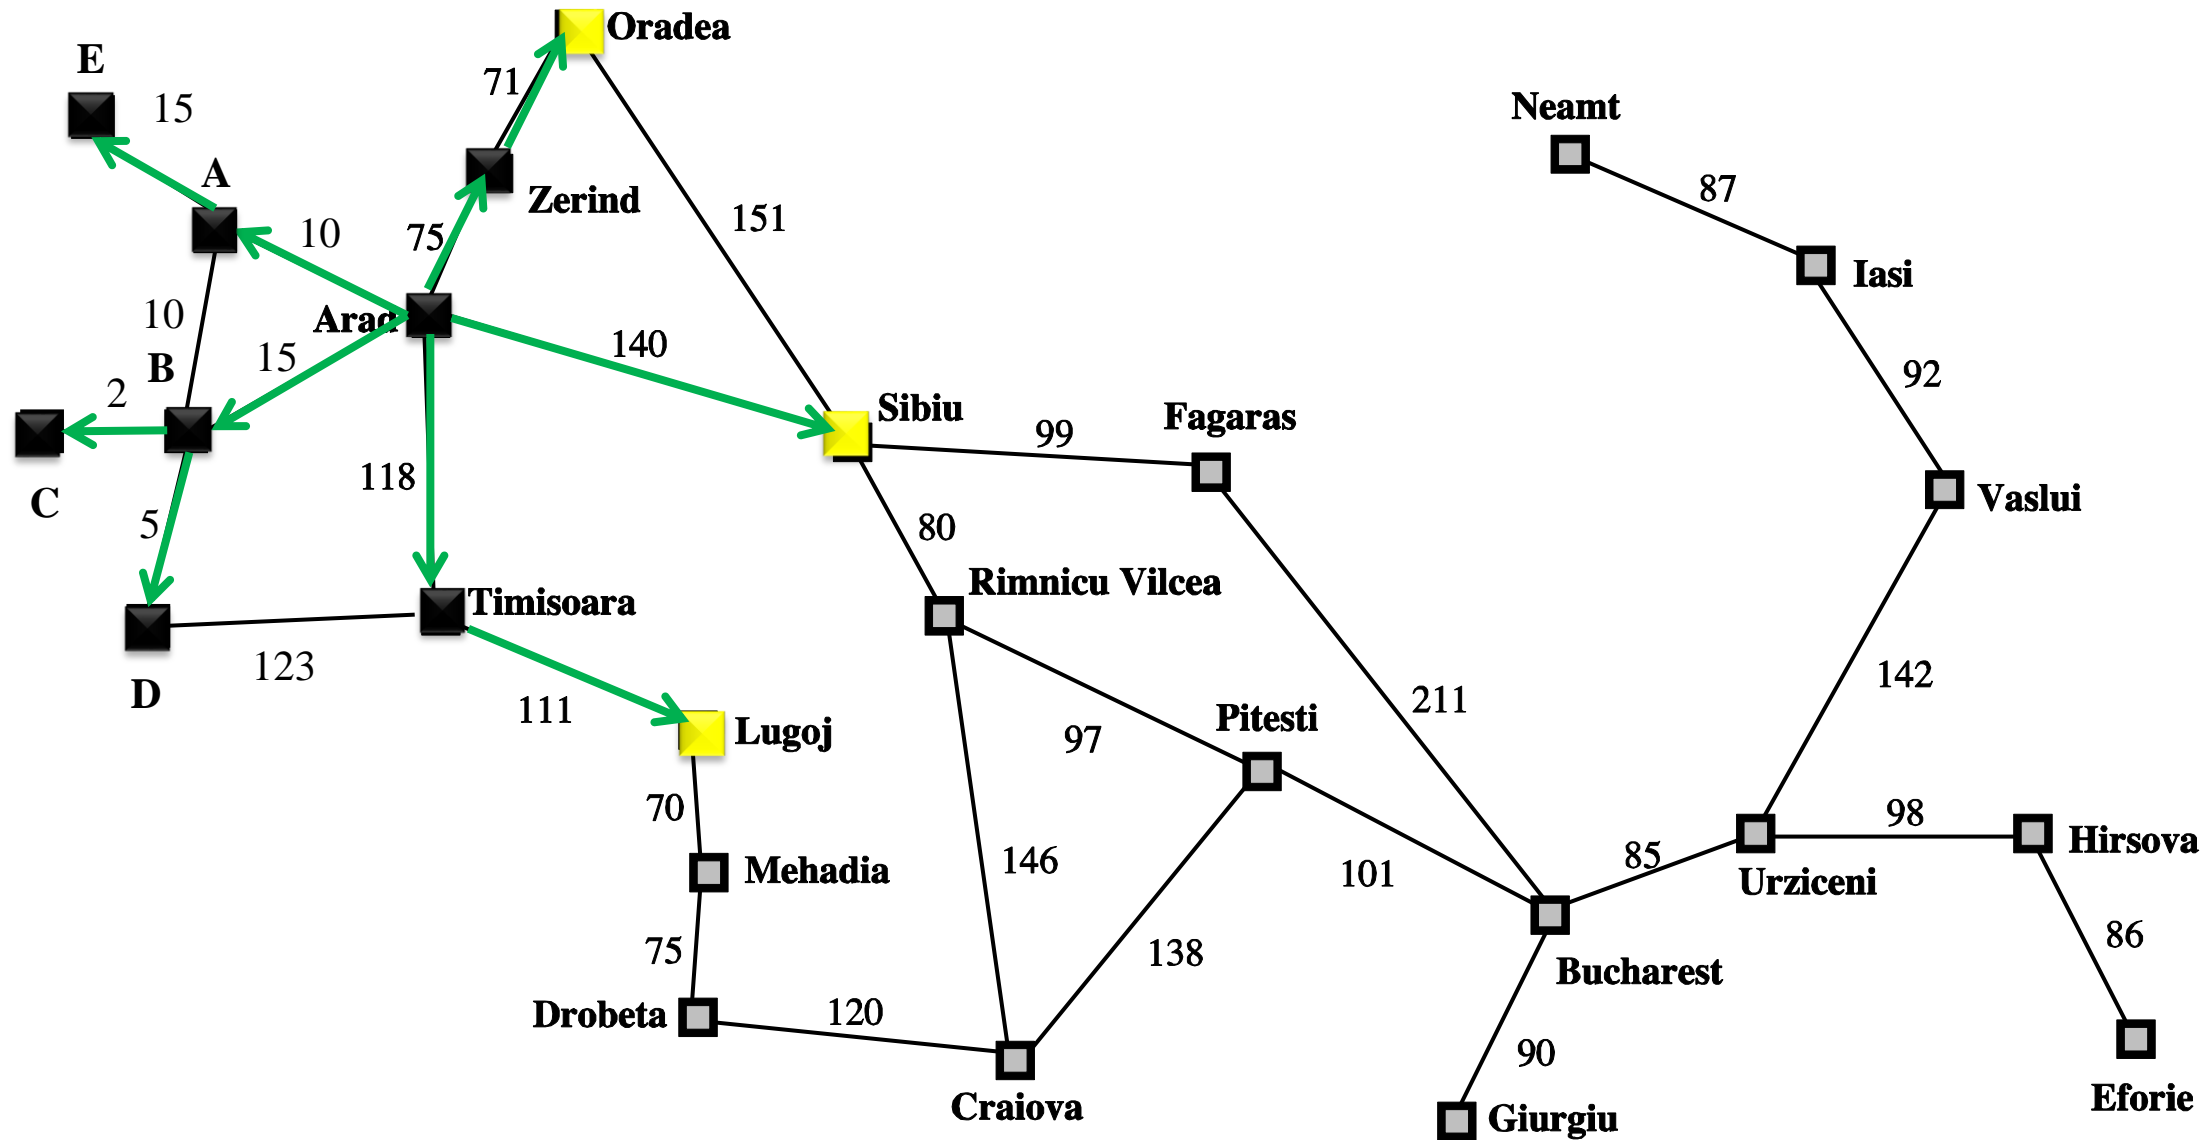 Oradea
E
71
15
Neamt
A
Zerind
87
151
10
75
Iasi
10
Arad
140
B
15
92
2
Sibiu
Fagaras
99
118
C
Vaslui
5
80
Rimnicu Vilcea
Timisoara
123
D
142
111
211
Pitesti
Lugoj
97
70
98
Hirsova
146
85
Mehadia
101
Urziceni
75
138
86
Bucharest
Drobeta
120
90
Craiova
Eforie
Giurgiu